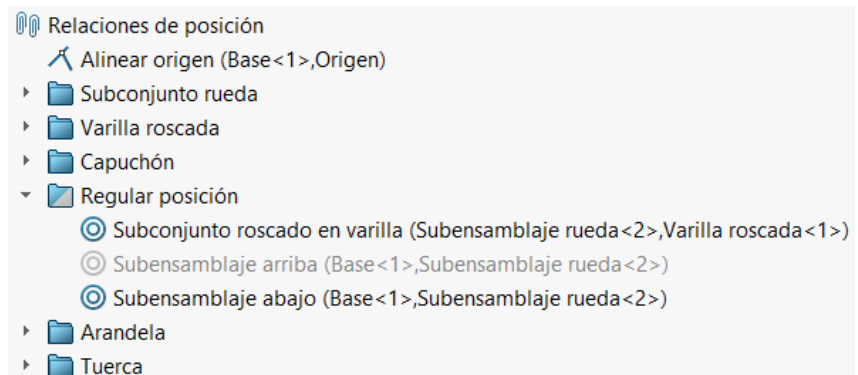 Relaciones de posición
Alinear origen (Base<1>,Origen)
Subconjunto rueda
Varilla roscada
Capuchón
Regular posición
Subconjunto roscado en varilla (Subensamblaje rueda<2>,Varilla roscada<1>)
Subensamblaje arriba (Base<1>,Subensamblaje rueda<2>)
Subensamblaje abajo (Base<1>,Subensamblaje rueda<2>)
Arandela
Tuerca